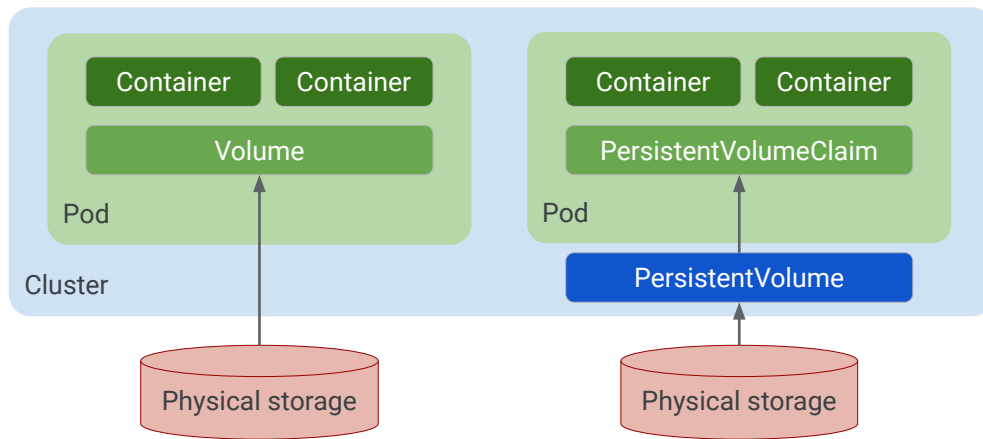 Container
Container
Volume
Pod
Container
Container
PersistentVolumeClaim
Pod
Cluster
PersistentVolume
Physical storage
Physical storage